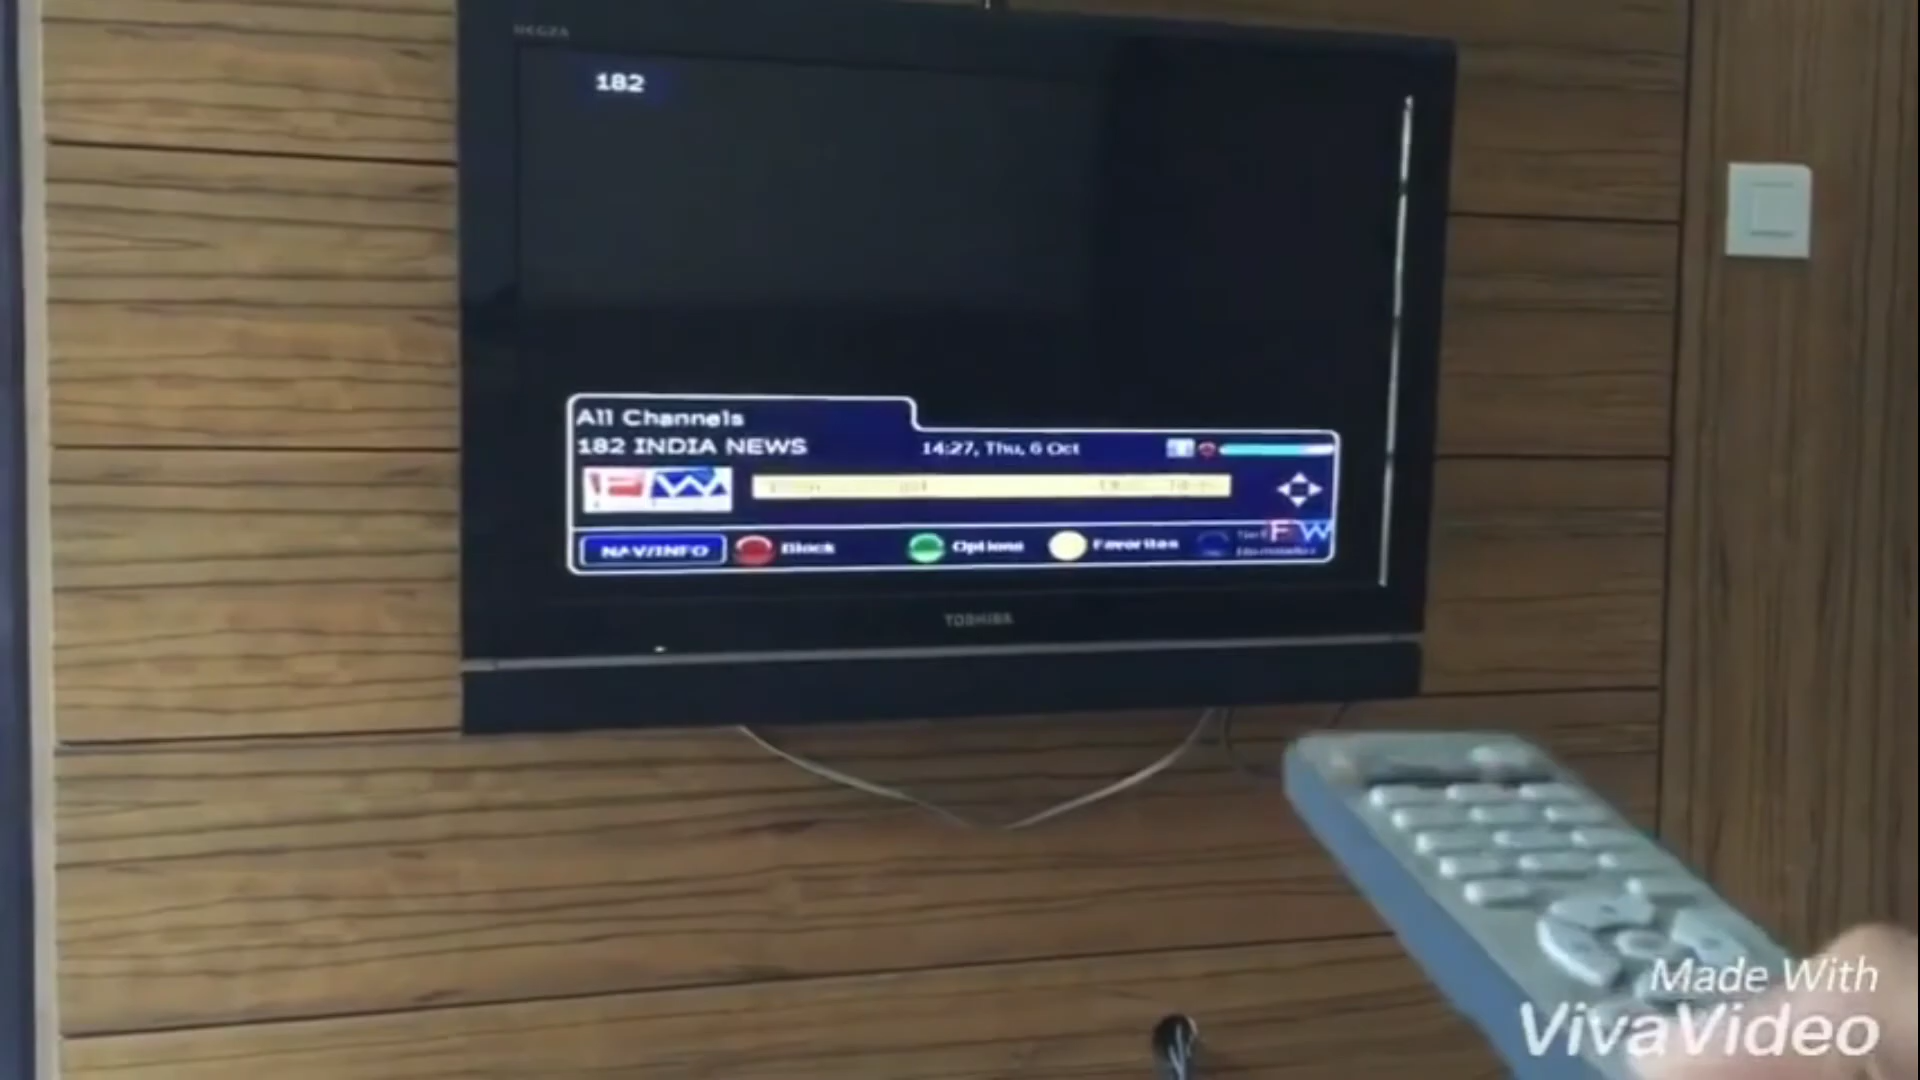 REGZA
182
All Channels
182 INDIA NEWS
14:27, Thu, 6 Oct
NAV/INFO
Block
Options
Favorites
TOSHIBA
Made With
VivaVideo